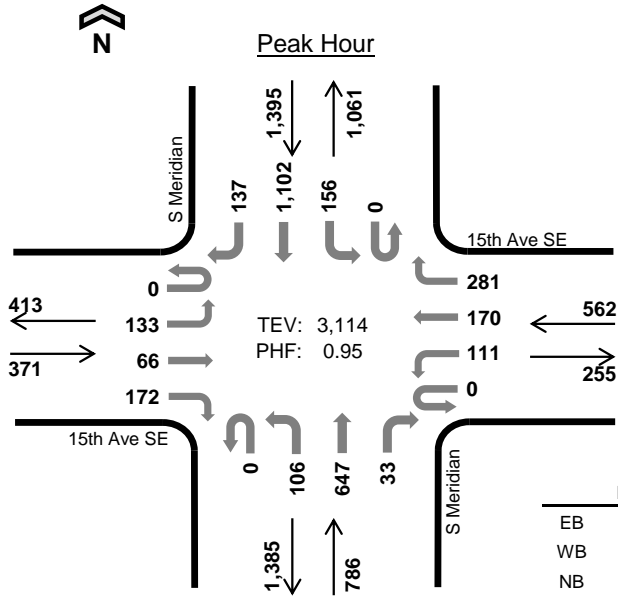 N
Peak Hour
1,395
1,061
S Meridian
137
1,102
156
0
15th Ave SE
0
281
413
133
TEV: 3,114
170
562
371
66
PHF: 0.95
111
255
172
0
15th Ave SE
0
106
647
33
S Meridian
1,385
786
EB
WB
NB